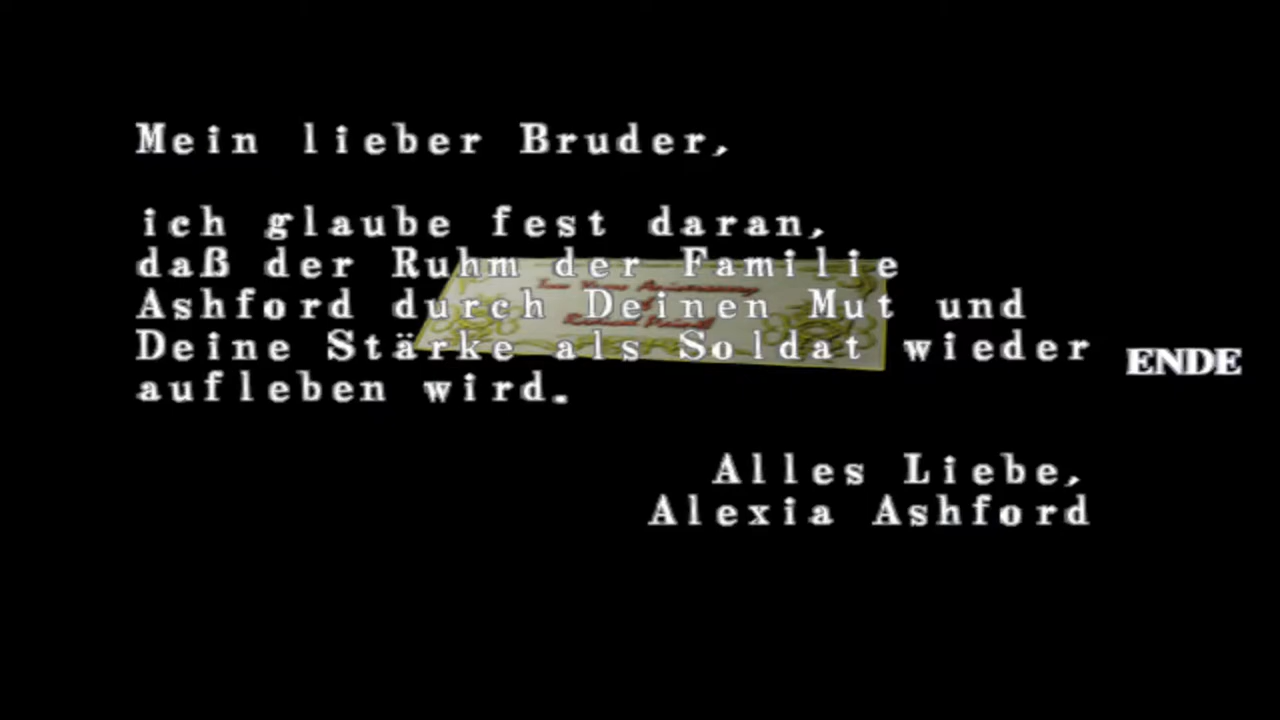 Mein lieber Bruder,
ich glaube fest daran,
daß der Ruhm der Familie
Ashford durch Deinen Mut und
Deine Stärke als Soldat wieder
aufleben wird.
ENDE
Alles Liebe,
Alexia Ashford